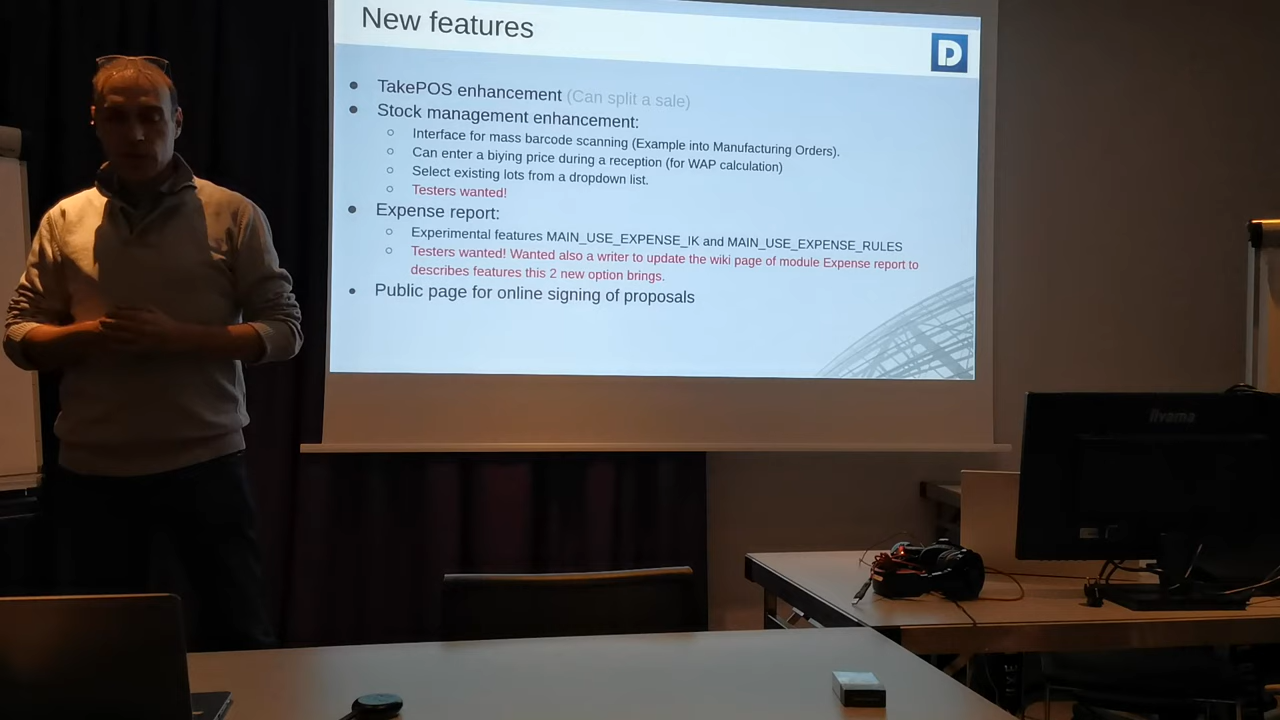 New features
D
● TakePOS enhancement (Can split a sale)
● Stock management enhancement:
○ Interface for mass barcode scanning (Example into Manufacturing Orders).
○ Can enter a biying price during a reception (for WAP calculation)
○ Select existing lots from a dropdown list.
○ Testers wanted!
● Expense report:
○ Experimental features MAIN_USE_EXPENSE_IK and MAIN_USE_EXPENSE_RULES
○ Testers wanted! Wanted also a writer to update the wiki page of module Expense report to
describes features this 2 new option brings.
● Public page for online signing of proposals
iiyama